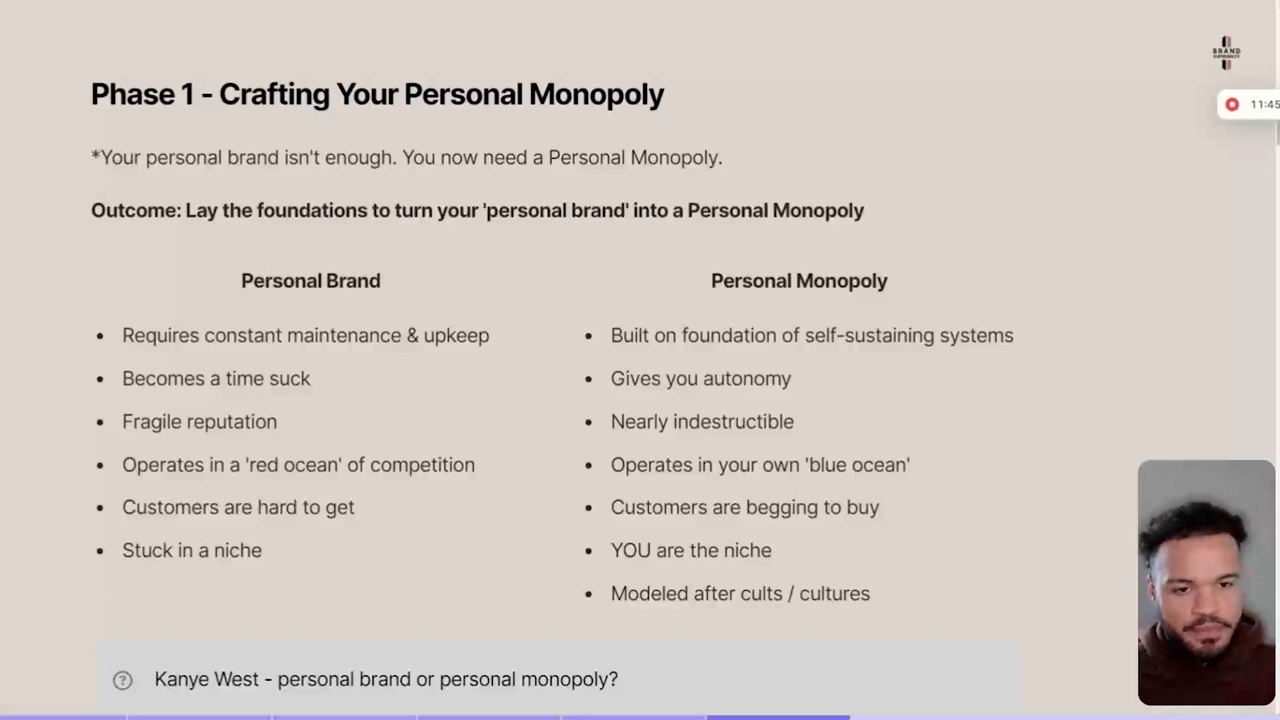 BRAND
SUPREMACY
Phase 1 - Crafting Your Personal Monopoly
11:45
*Your personal brand isn't enough. You now need a Personal Monopoly.
Outcome: Lay the foundations to turn your 'personal brand' into a Personal Monopoly
Personal Brand
• Requires constant maintenance & upkeep
• Becomes a time suck
• Fragile reputation
• Operates in a 'red ocean' of competition
• Customers are hard to get
• Stuck in a niche
Personal Monopoly
• Built on foundation of self-sustaining systems
• Gives you autonomy
• Nearly indestructible
• Operates in your own 'blue ocean'
• Customers are begging to buy
• YOU are the niche
• Modeled after cults / cultures
Kanye West - personal brand or personal monopoly?